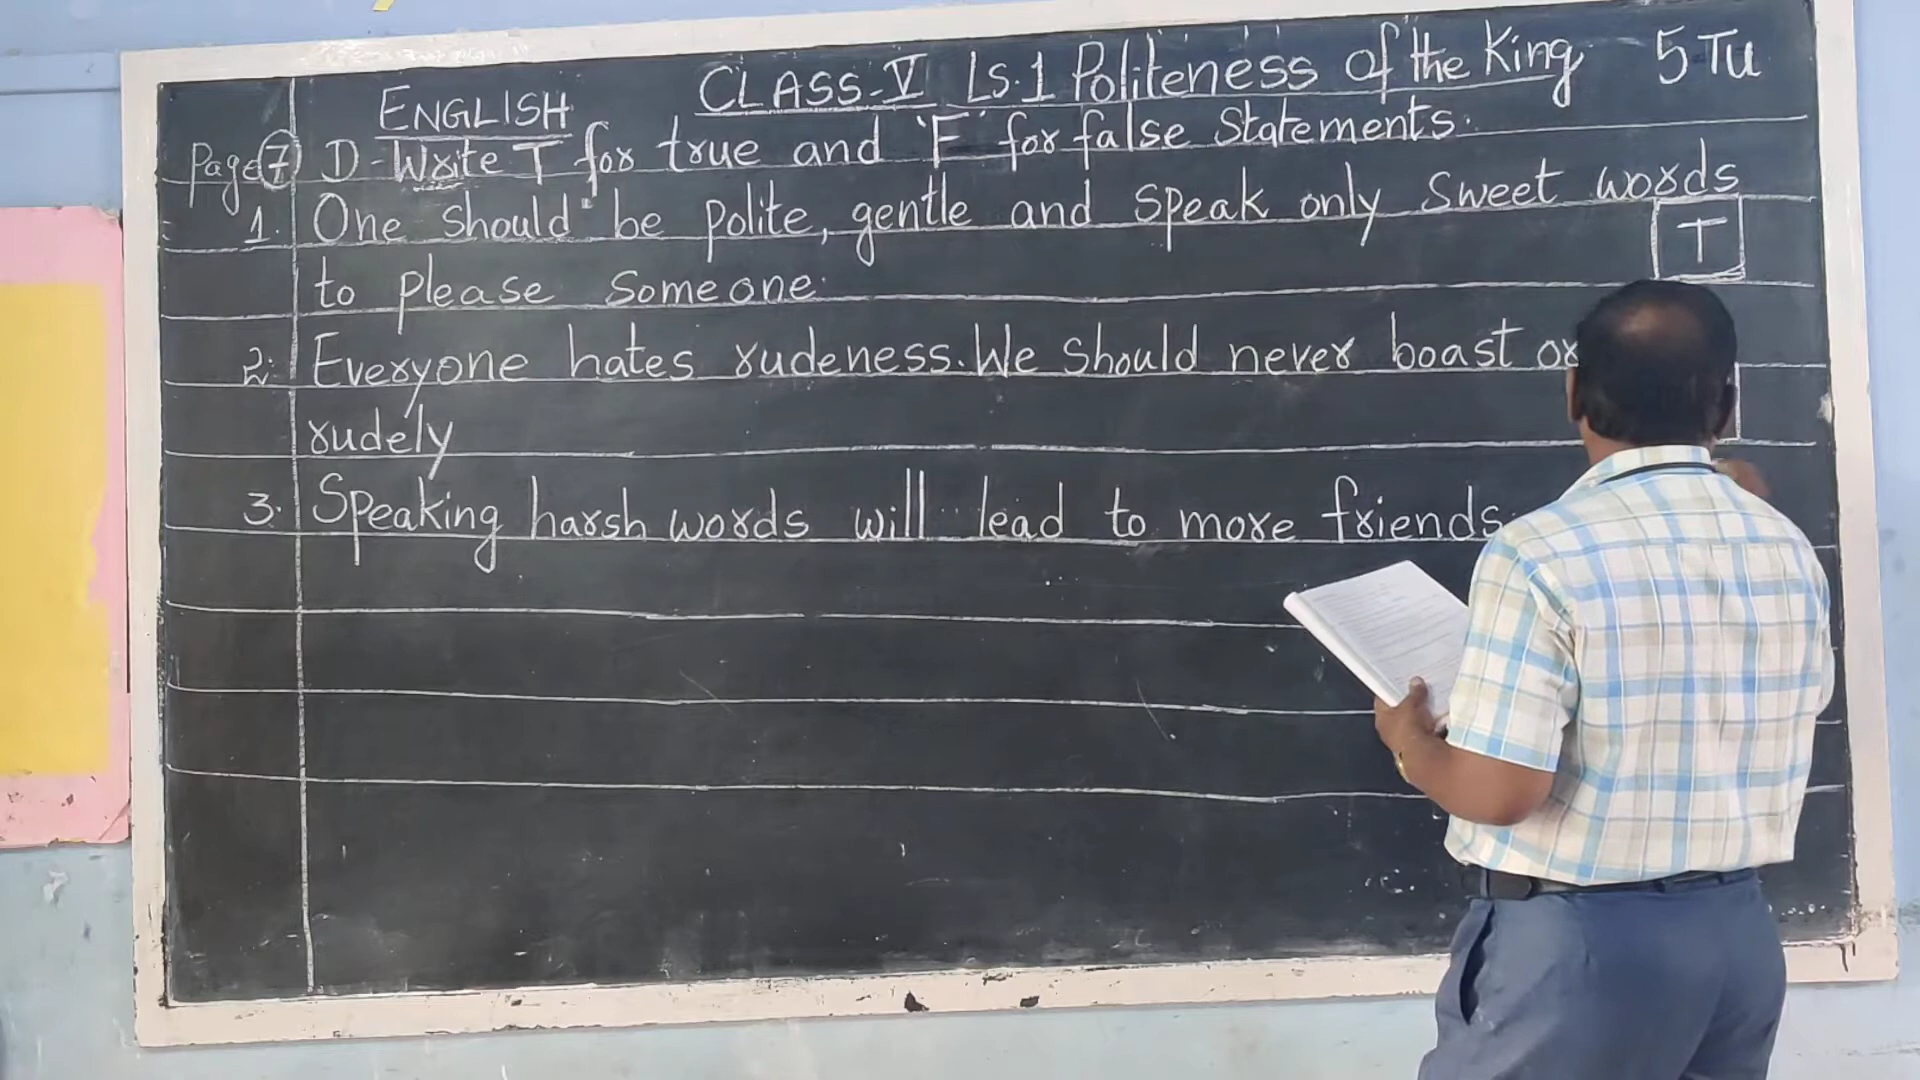 CLASS-V Ls.1 Politeness of the King 5 Tu
ENGLISH
Page 7 D - Write T for true and 'F' for false Statements.
1. One should be polite, gentle and speak only sweet words
to please someone. T
2. Everyone hates rudeness. We should never boast or
rudely
3. Speaking harsh words will lead to more friends